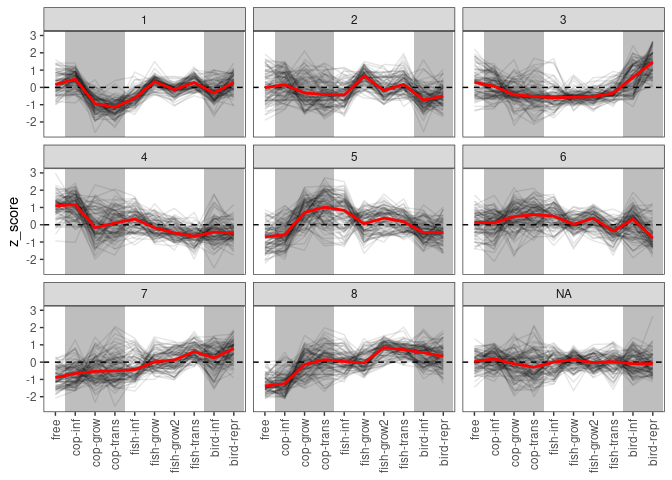 1 2 3
3
2
1
0
-1
-2
4 5 6
3
2
1
0
-1
-2
z_score
7 8 NA
3
2
1
0
-1
-2
free cop-inf cop-grow cop-trans fish-inf fish-grow fish-grow2 fish-trans bird-inf bird-repr
free cop-inf cop-grow cop-trans fish-inf fish-grow fish-grow2 fish-trans bird-inf bird-repr
free cop-inf cop-grow cop-trans fish-inf fish-grow fish-grow2 fish-trans bird-inf bird-repr